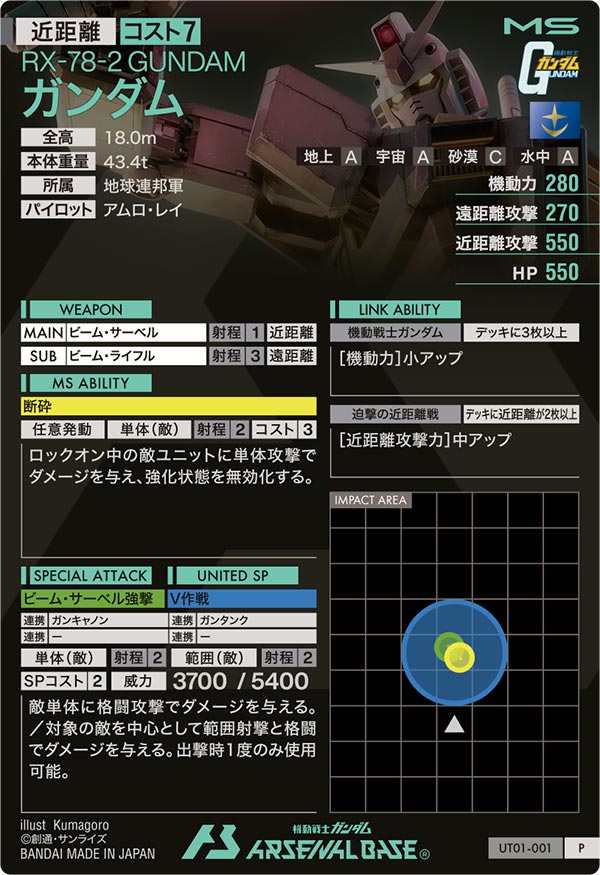 近距離 コスト7
MS
RX-78-2 GUNDAM
機動戦士
ガンダム
GUNDAM
ガンダム
全高 18.0m
本体重量 43.4t
所属 地球連邦軍
パイロット アムロ・レイ
地上 A 宇宙 A 砂漠 C 水中 A
機動力 280
遠距離攻撃 270
近距離攻撃 550
HP 550
WEAPON
MAIN ビーム・サーベル 射程 1 近距離
SUB ビーム・ライフル 射程 3 遠距離
MS ABILITY
断砕
任意発動 単体(敵) 射程 2 コスト 3
ロックオン中の敵ユニットに単体攻撃で
ダメージを与え、強化状態を無効化する。
LINK ABILITY
機動戦士ガンダム デッキに3枚以上
[機動力]小アップ
迫撃の近距離戦 デッキに近距離が2枚以上
[近距離攻撃力]中アップ
SPECIAL ATTACK UNITED SP
ビーム・サーベル強撃 V作戦
連携 ガンキャノン 連携 ガンタンク
連携 ー 連携 ー
単体(敵) 射程 2 範囲(敵) 射程 2
SPコスト 2 威力 3700 / 5400
敵単体に格闘攻撃でダメージを与える。
/対象の敵を中心として範囲射撃と格闘
でダメージを与える。出撃時1度のみ使用
可能。
IMPACT AREA
illust Kumagoro
©創通・サンライズ
BANDAI MADE IN JAPAN
機動戦士ガンダム
AB ARSENAL BASE®
UT01-001 P